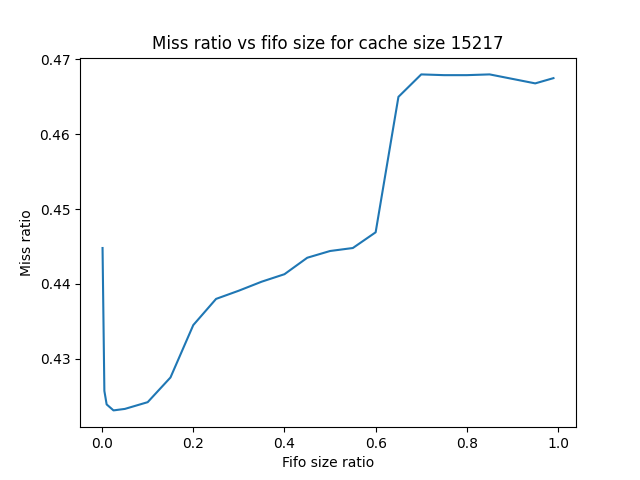 Miss ratio vs fifo size for cache size 15217
0.47
0.46
0.45
0.44
0.43
Miss ratio
0.0 0.2 0.4 0.6 0.8 1.0
Fifo size ratio